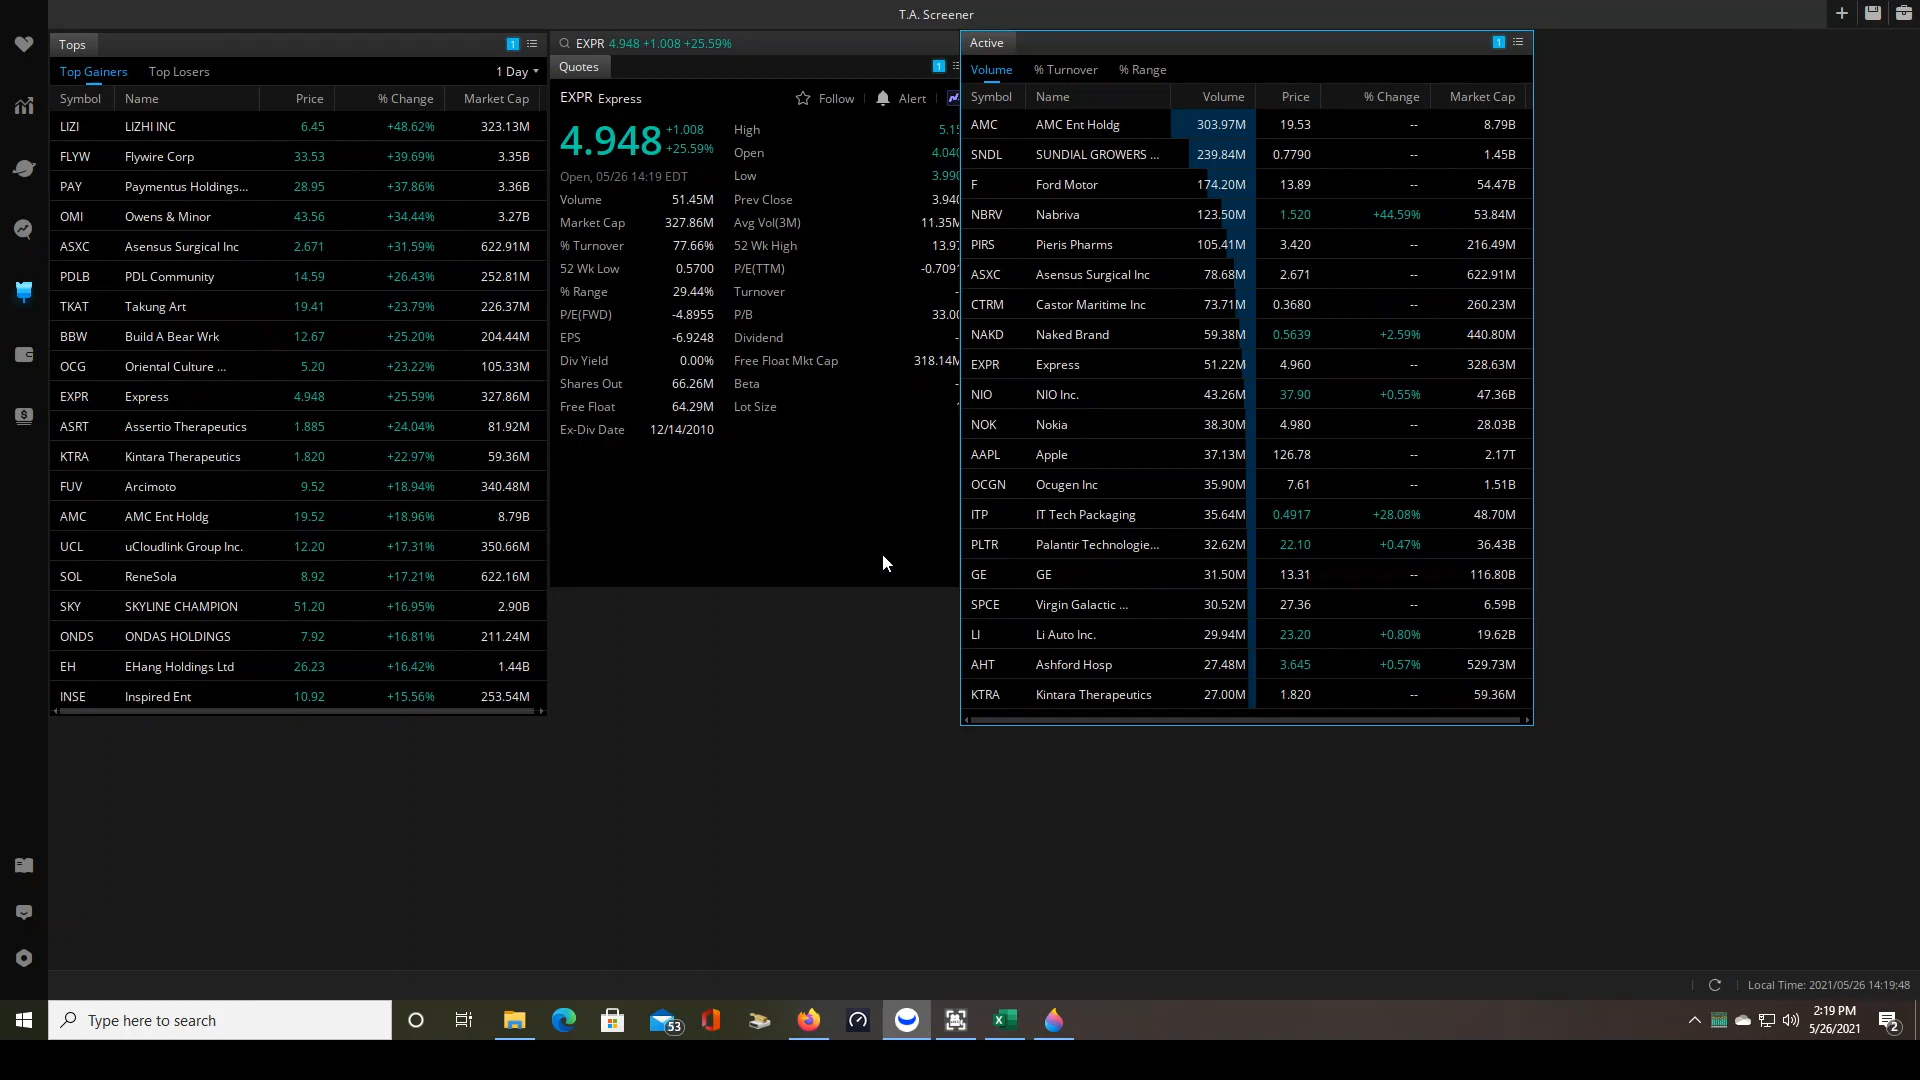 T.A. Screener
Tops
1
Top Gainers Top Losers 1 Day
Symbol Name Price % Change Market Cap
LIZI LIZHI INC 6.45 +48.62% 323.13M
FLYW Flywire Corp 33.53 +39.69% 3.35B
PAY Paymentus Holdings... 28.95 +37.86% 3.36B
OMI Owens & Minor 43.56 +34.44% 3.27B
ASXC Asensus Surgical Inc 2.671 +31.59% 622.91M
PDLB PDL Community 14.59 +26.43% 252.81M
TKAT Takung Art 19.41 +23.79% 226.37M
BBW Build A Bear Wrk 12.67 +25.20% 204.44M
OCG Oriental Culture ... 5.20 +23.22% 105.33M
EXPR Express 4.948 +25.59% 327.86M
ASRT Assertio Therapeutics 1.885 +24.04% 81.92M
KTRA Kintara Therapeutics 1.820 +22.97% 59.36M
FUV Arcimoto 9.52 +18.94% 340.48M
AMC AMC Ent Holdg 19.52 +18.96% 8.79B
UCL uCloudlink Group Inc. 12.20 +17.31% 350.66M
SOL ReneSola 8.92 +17.21% 622.16M
SKY SKYLINE CHAMPION 51.20 +16.95% 2.90B
ONDS ONDAS HOLDINGS 7.92 +16.81% 211.24M
EH EHang Holdings Ltd 26.23 +16.42% 1.44B
INSE Inspired Ent 10.92 +15.56% 253.54M
EXPR 4.948 +1.008 +25.59%
Quotes
1
EXPR Express Follow Alert
4.948 +1.008
+25.59%
Open, 05/26 14:19 EDT
High 5.15
Open 4.040
Low 3.990
Volume 51.45M Prev Close 3.940
Market Cap 327.86M Avg Vol(3M) 11.35M
% Turnover 77.66% 52 Wk High 13.97
52 Wk Low 0.5700 P/E(TTM) -0.7091
% Range 29.44% Turnover -
P/E(FWD) -4.8955 P/B 33.00
EPS -6.9248 Dividend -
Div Yield 0.00% Free Float Mkt Cap 318.14M
Shares Out 66.26M Beta -
Free Float 64.29M Lot Size
Ex-Div Date 12/14/2010
Active
1
Volume % Turnover % Range
Symbol Name Volume Price % Change Market Cap
AMC AMC Ent Holdg 303.97M 19.53 -- 8.79B
SNDL SUNDIAL GROWERS ... 239.84M 0.7790 -- 1.45B
F Ford Motor 174.20M 13.89 -- 54.47B
NBRV Nabriva 123.50M 1.520 +44.59% 53.84M
PIRS Pieris Pharms 105.41M 3.420 -- 216.49M
ASXC Asensus Surgical Inc 78.68M 2.671 -- 622.91M
CTRM Castor Maritime Inc 73.71M 0.3680 -- 260.23M
NAKD Naked Brand 59.38M 0.5639 +2.59% 440.80M
EXPR Express 51.22M 4.960 -- 328.63M
NIO NIO Inc. 43.26M 37.90 +0.55% 47.36B
NOK Nokia 38.30M 4.980 -- 28.03B
AAPL Apple 37.13M 126.78 -- 2.17T
OCGN Ocugen Inc 35.90M 7.61 -- 1.51B
ITP IT Tech Packaging 35.64M 0.4917 +28.08% 48.70M
PLTR Palantir Technologie... 32.62M 22.10 +0.47% 36.43B
GE GE 31.50M 13.31 -- 116.80B
SPCE Virgin Galactic ... 30.52M 27.36 -- 6.59B
LI Li Auto Inc. 29.94M 23.20 +0.80% 19.62B
AHT Ashford Hosp 27.48M 3.645 +0.57% 529.73M
KTRA Kintara Therapeutics 27.00M 1.820 -- 59.36M
Local Time: 2021/05/26 14:19:48
Type here to search
53
2:19 PM
5/26/2021
2